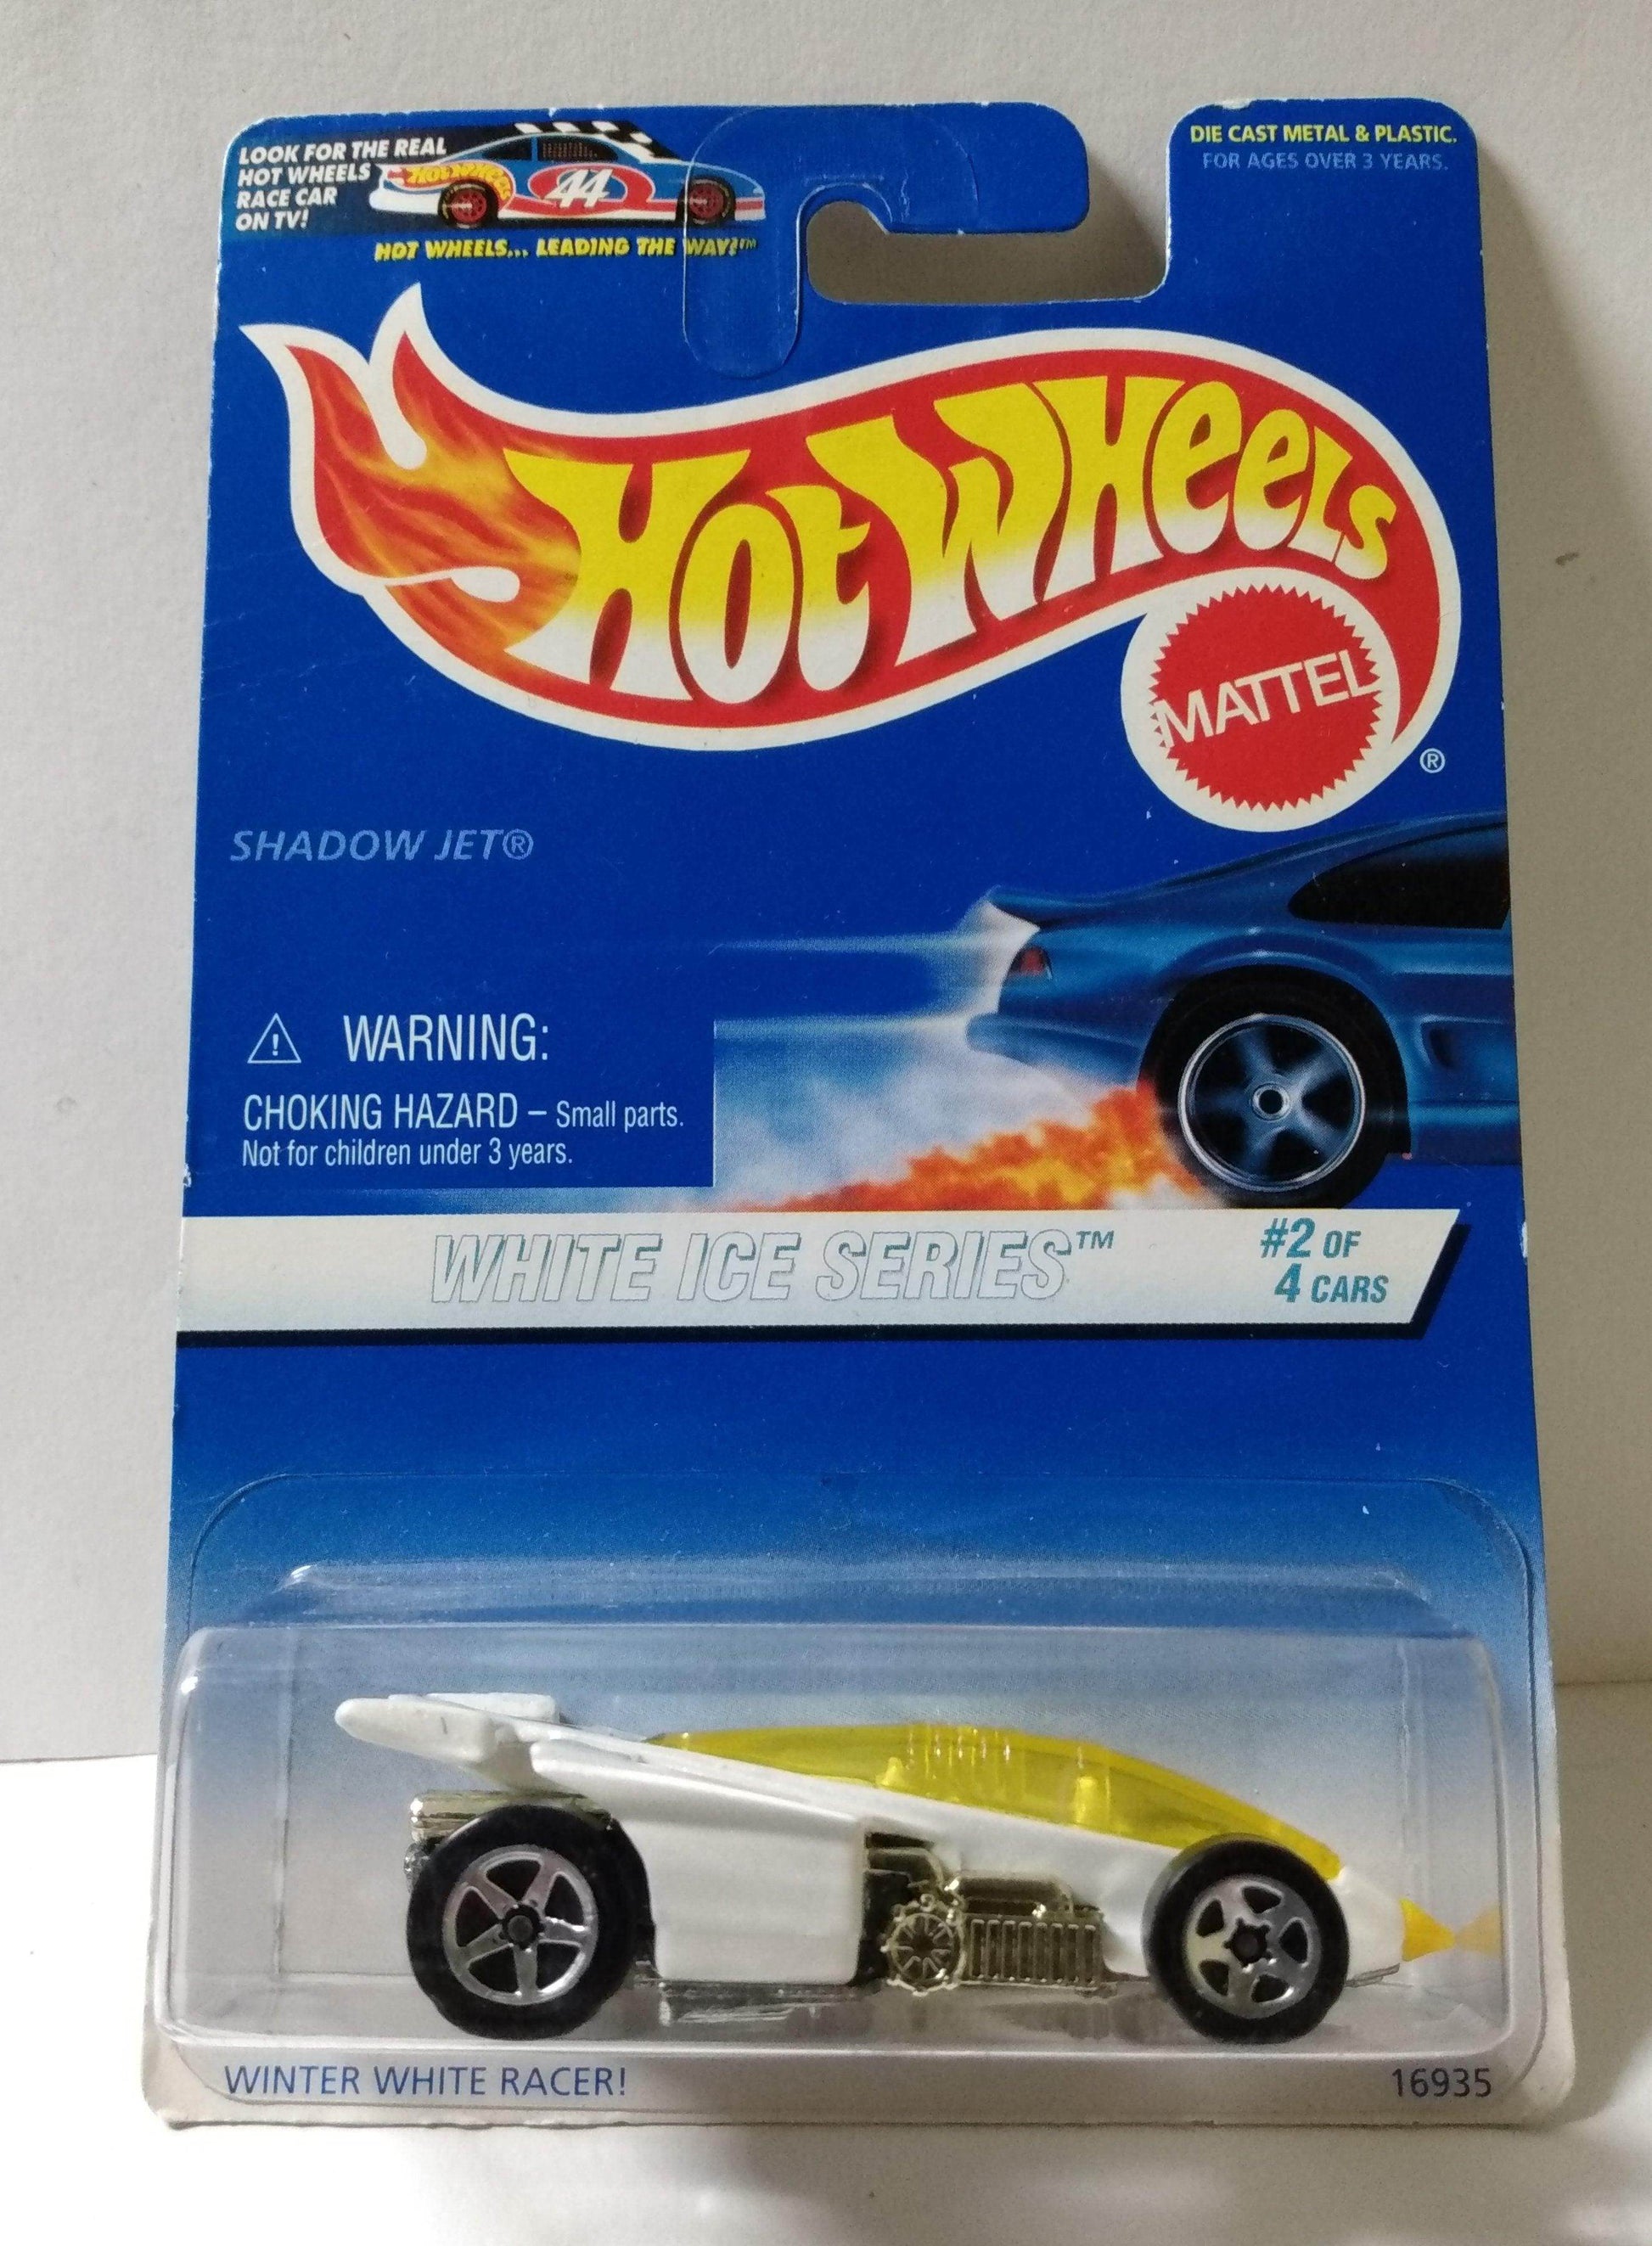 LOOK FOR THE REAL
HOT WHEELS
RACE CAR
ON TV!
HOT WHEELS
44
HOT WHEELS... LEADING THE WAY!™
DIE CAST METAL & PLASTIC.
FOR AGES OVER 3 YEARS.
HOT WHEELS
MATTEL
®
SHADOW JET®
WARNING:
CHOKING HAZARD – Small parts.
Not for children under 3 years.
WHITE ICE SERIES™
#2 OF
4 CARS
WINTER WHITE RACER!
16935